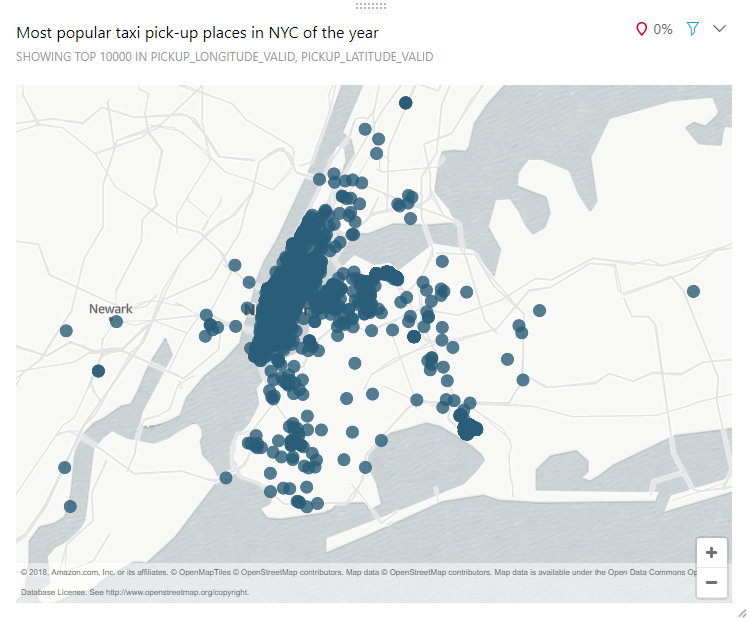 Most popular taxi pick-up places in NYC of the year
0%
SHOWING TOP 10000 IN PICKUP_LONGITUDE_VALID, PICKUP_LATITUDE_VALID
Newark
N
© 2018, Amazon.com, Inc. or its affiliates. © OpenMapTiles © OpenStreetMap contributors. Map data © OpenStreetMap contributors. Map data is available under the Open Data Commons Op
Database License. See http://www.openstreetmap.org/copyright.
+
−